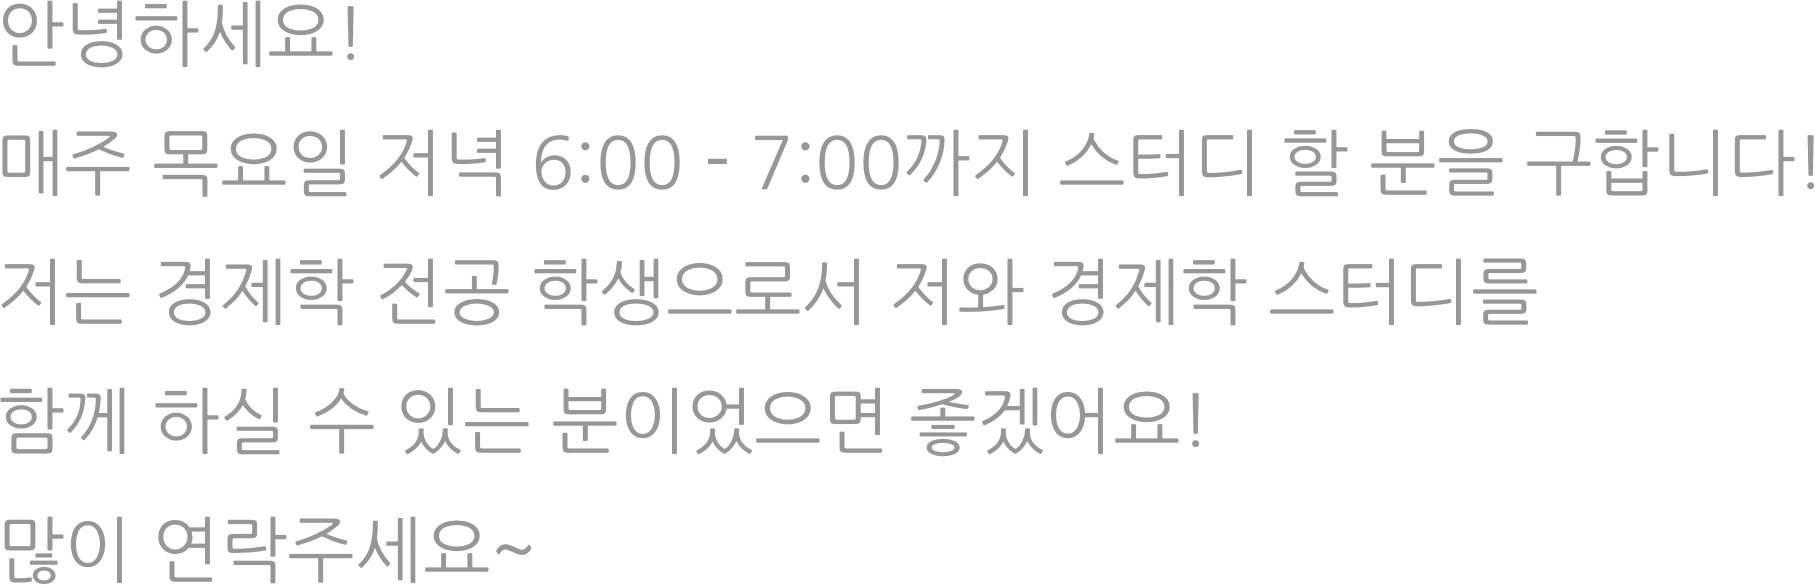 안녕하세요!
매주 목요일 저녁 6:00 - 7:00까지 스터디 할 분을 구합니다!
저는 경제학 전공 학생으로서 저와 경제학 스터디를
함께 하실 수 있는 분이었으면 좋겠어요!
많이 연락주세요~